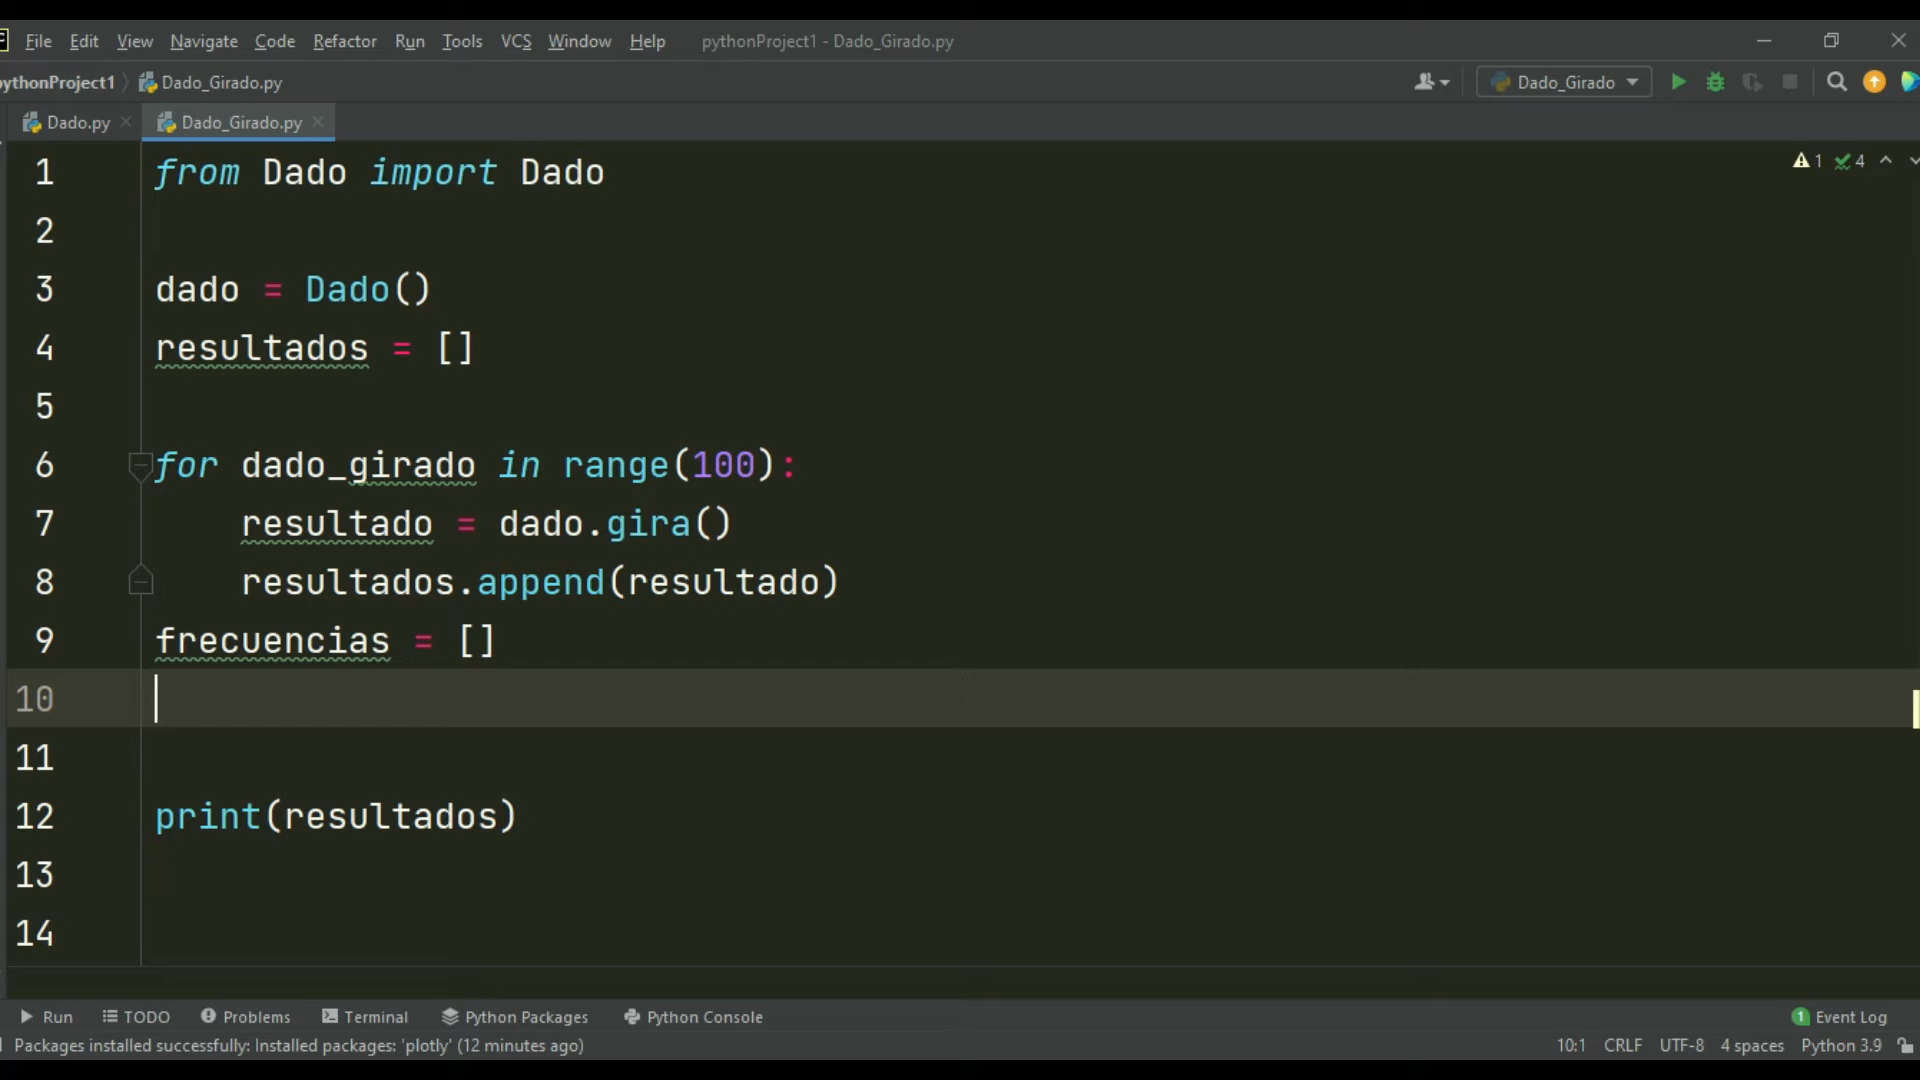 File Edit View Navigate Code Refactor Run Tools VCS Window Help pythonProject1 - Dado_Girado.py
ythonProject1 Dado_Girado.py Dado_Girado
Dado.py Dado_Girado.py
1 from Dado import Dado 1 4
2
3 dado = Dado()
4 resultados = []
5
6 for dado_girado in range(100):
7 resultado = dado.gira()
8 resultados.append(resultado)
9 frecuencias = []
10
11
12 print(resultados)
13
14
Run TODO Problems Terminal Python Packages Python Console 1 Event Log
Packages installed successfully: Installed packages: 'plotly' (12 minutes ago) 10:1 CRLF UTF-8 4 spaces Python 3.9